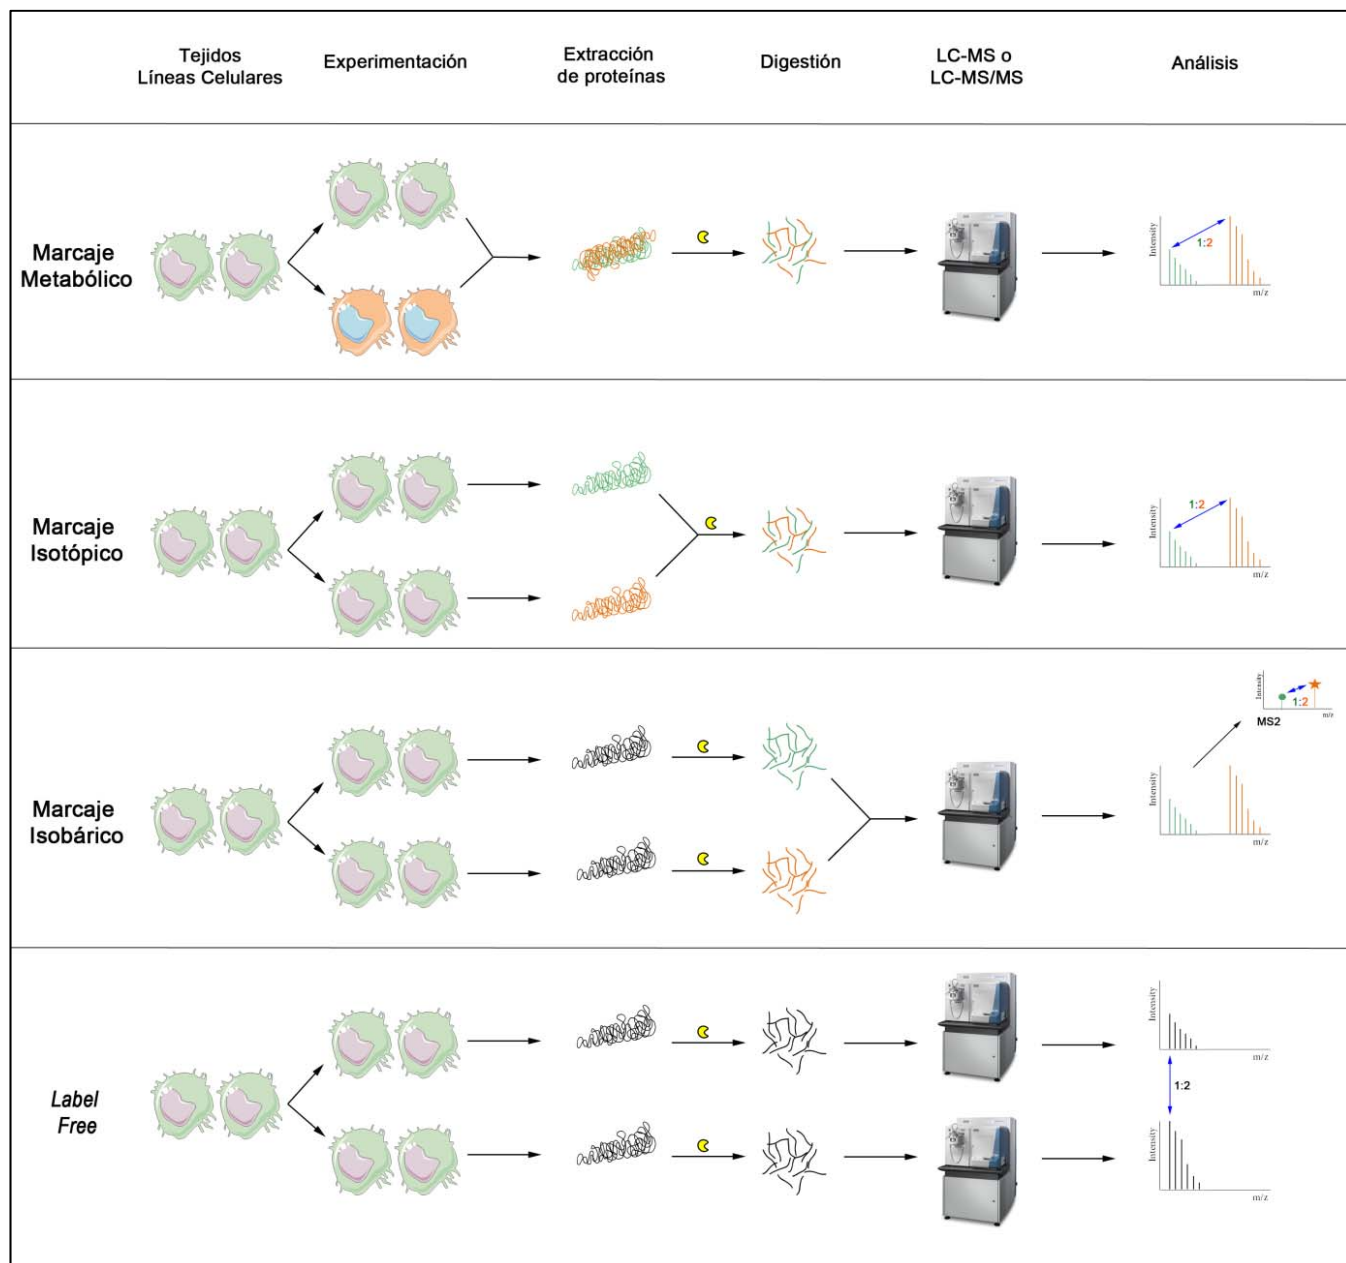 Tejidos
Líneas Celulares
Experimentación
Extracción
de proteínas
Digestión
LC-MS o
LC-MS/MS
Análisis
Marcaje
Metabólico
Intensity
1:2
m/z
Marcaje
Isotópico
Intensity
1:2
m/z
Marcaje
Isobárico
Intensity
1:2
m/z
MS2
Intensity
m/z
Label
Free
Intensity
m/z
1:2
Intensity
m/z